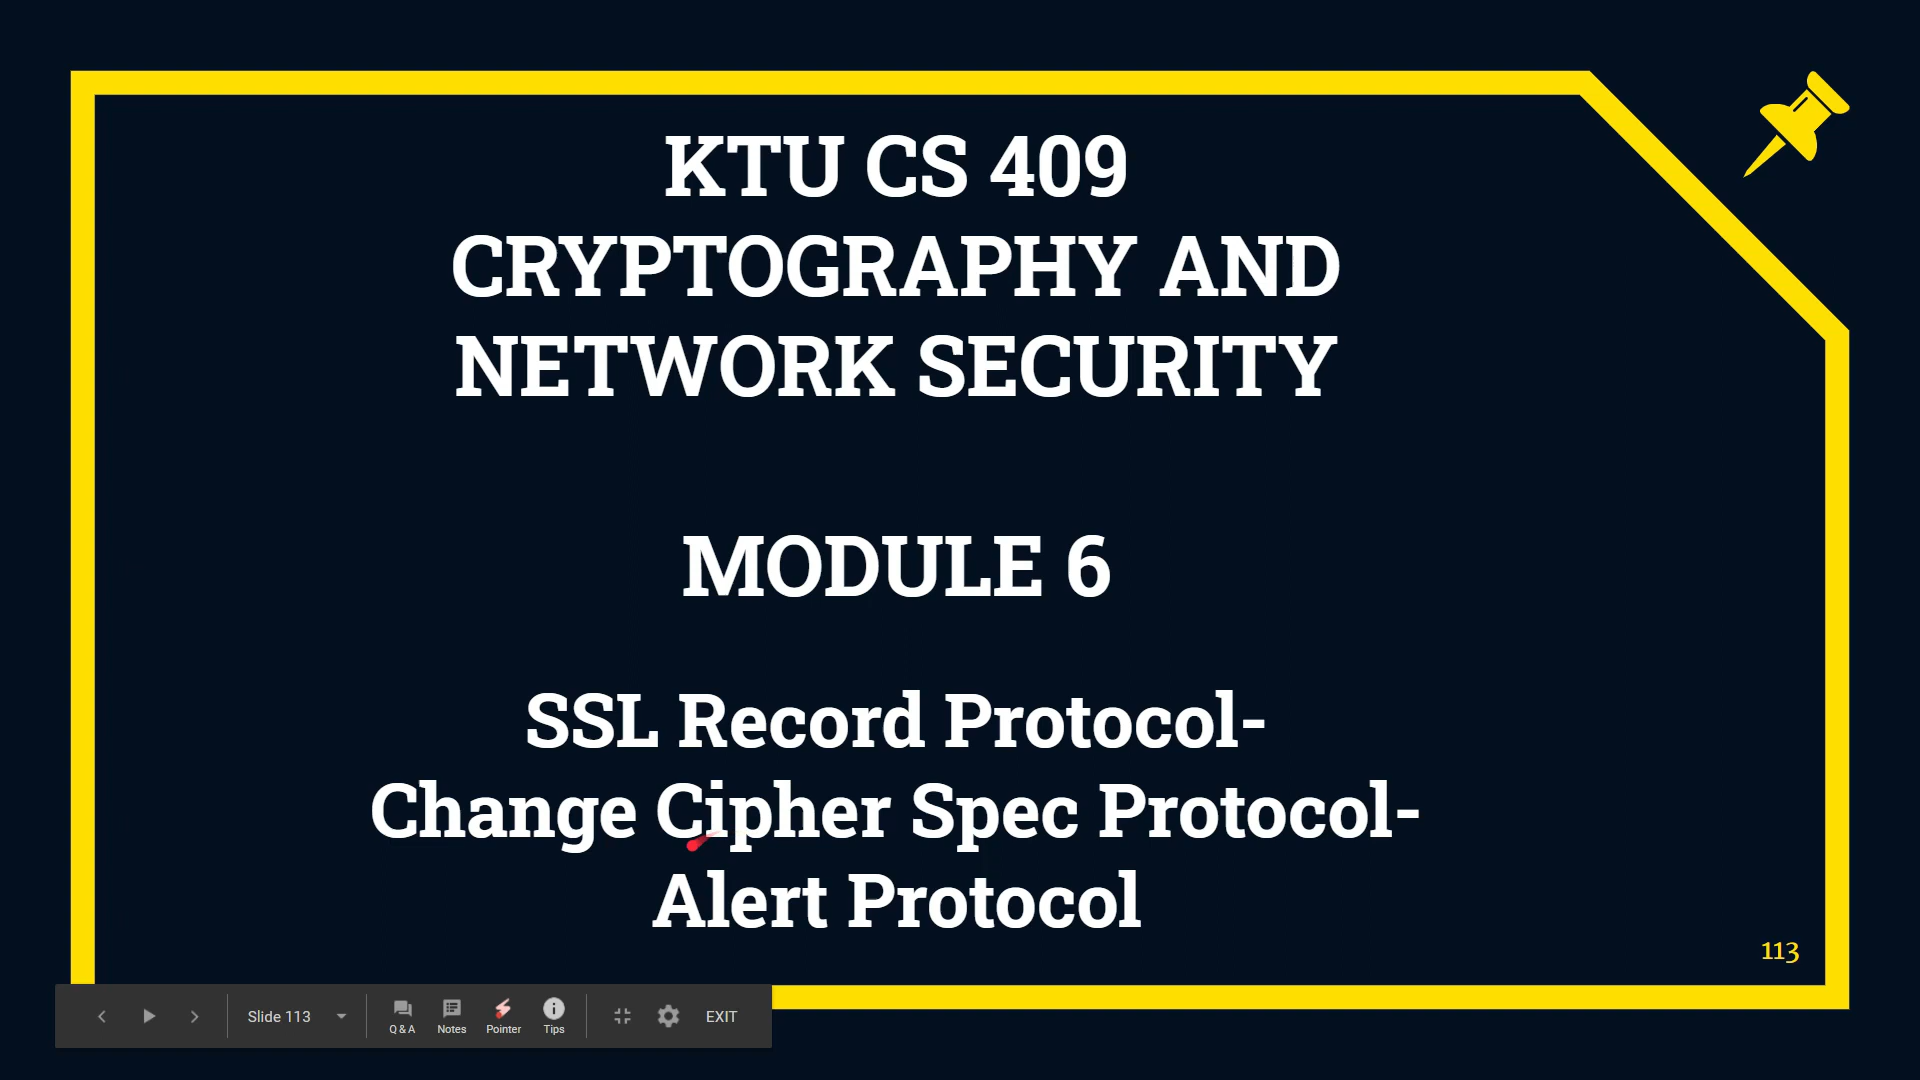 KTU CS 409
CRYPTOGRAPHY AND
NETWORK SECURITY
MODULE 6
SSL Record Protocol-
Change Cipher Spec Protocol-
Alert Protocol
113
Slide 113
Q & A
Notes
Pointer
Tips
EXIT